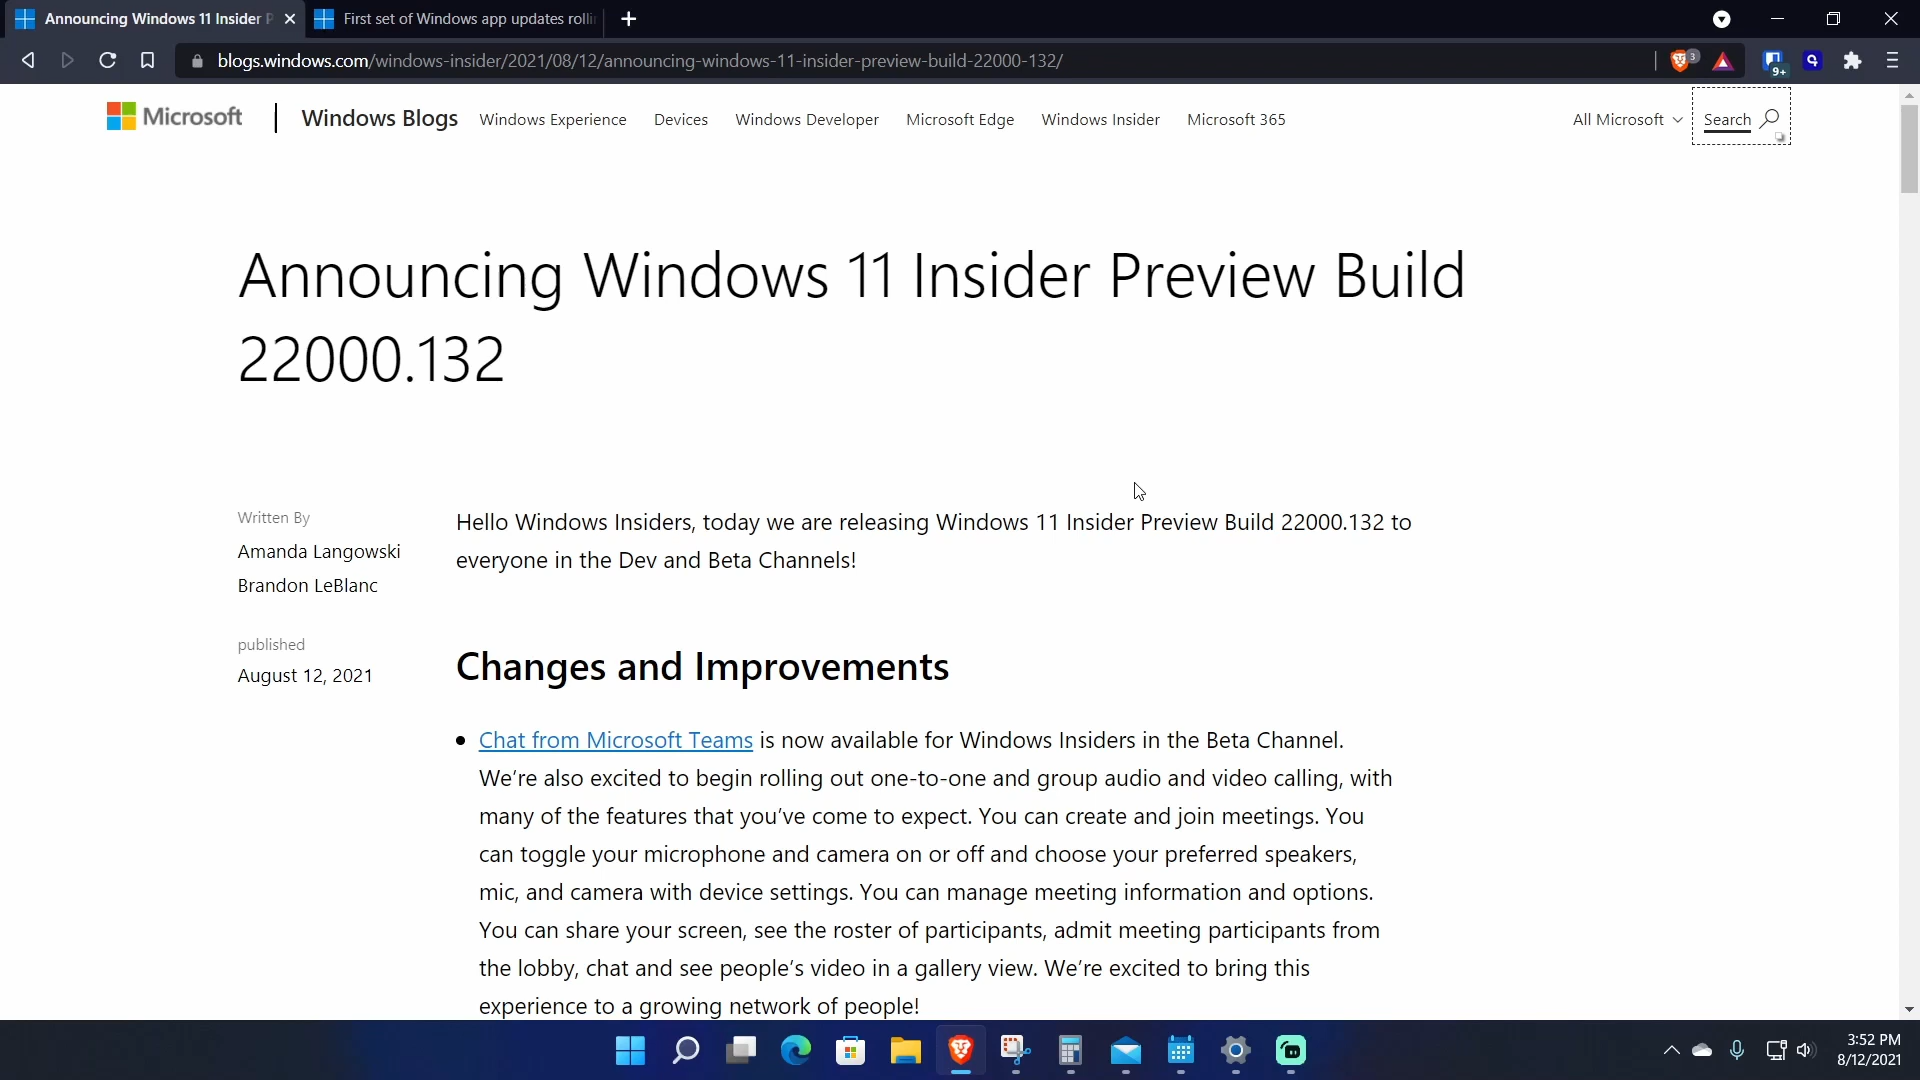 Announcing Windows 11 Insider P
First set of Windows app updates rolli
blogs.windows.com/windows-insider/2021/08/12/announcing-windows-11-insider-preview-build-22000-132/
3
9+
Microsoft
Windows Blogs
Windows Experience
Devices
Windows Developer
Microsoft Edge
Windows Insider
Microsoft 365
All Microsoft
Search
Announcing Windows 11 Insider Preview Build
22000.132
Written By
Amanda Langowski
Brandon LeBlanc
published
August 12, 2021
Hello Windows Insiders, today we are releasing Windows 11 Insider Preview Build 22000.132 to
everyone in the Dev and Beta Channels!
Changes and Improvements
Chat from Microsoft Teams is now available for Windows Insiders in the Beta Channel.
We’re also excited to begin rolling out one-to-one and group audio and video calling, with
many of the features that you’ve come to expect. You can create and join meetings. You
can toggle your microphone and camera on or off and choose your preferred speakers,
mic, and camera with device settings. You can manage meeting information and options.
You can share your screen, see the roster of participants, admit meeting participants from
the lobby, chat and see people’s video in a gallery view. We’re excited to bring this
experience to a growing network of people!
3:52 PM
8/12/2021